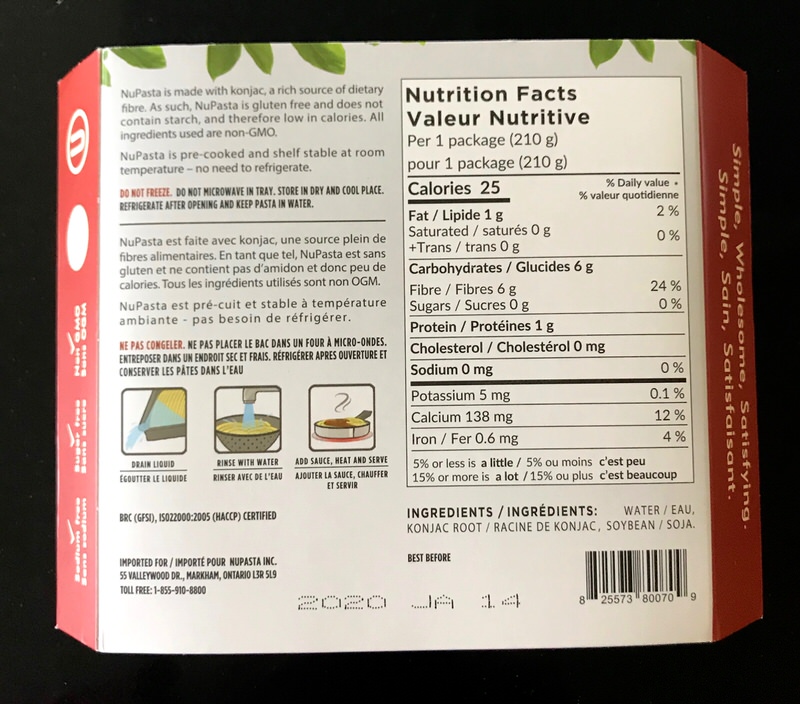 NuPasta is made with konjac, a rich source of dietary
fibre. As such, NuPasta is gluten free and does not
contain starch, and therefore low in calories. All
ingredients used are non-GMO.
NuPasta is pre-cooked and shelf stable at room
temperature – no need to refrigerate.
DO NOT FREEZE. DO NOT MICROWAVE IN TRAY. STORE IN DRY AND COOL PLACE.
REFRIGERATE AFTER OPENING AND KEEP PASTA IN WATER.
NuPasta est faite avec konjac, une source plein de
fibres alimentaires. En tant que tel, NuPasta est sans
gluten et ne contient pas d'amidon et donc peu de
calories. Tous les ingrédients utilisés sont non OGM.
NuPasta est pré-cuit et stable à température
ambiante - pas besoin de réfrigérer.
NE PAS CONGELER. NE PAS PLACER LE BAC DANS UN FOUR À MICRO-ONDES.
ENTREPOSER DANS UN ENDROIT SEC ET FRAIS. RÉFRIGÉRER APRES OUVERTURE ET
CONSERVER LES PÂTES DANS L'EAU
DRAIN LIQUID
ÉGOUTTER LE LIQUIDE
RINSE WITH WATER
RINSER AVEC DE L'EAU
ADD SAUCE, HEAT AND SERVE
AJOUTER LA SAUCE, CHAUFFER
ET SERVIR
BRC (GFSI), ISO22000:2005 (HACCP) CERTIFIED
IMPORTED FOR / IMPORTÉ POUR NUPASTA INC.
55 VALLEYWOOD DR., MARKHAM, ONTARIO L3R 5L9
TOLL FREE: 1-855-910-8800
Nutrition Facts
Valeur Nutritive
Per 1 package (210 g)
pour 1 package (210 g)
Calories 25
% Daily value •
% valeur quotidienne
Fat / Lipide 1 g 2 %
Saturated / saturés 0 g
+Trans / trans 0 g 0 %
Carbohydrates / Glucides 6 g
Fibre / Fibres 6 g 24 %
Sugars / Sucres 0 g 0 %
Protein / Protéines 1 g
Cholesterol / Cholestérol 0 mg
Sodium 0 mg 0 %
Potassium 5 mg 0.1 %
Calcium 138 mg 12 %
Iron / Fer 0.6 mg 4 %
5% or less is a little / 5% ou moins c'est peu
15% or more is a lot / 15% ou plus c'est beaucoup
INGREDIENTS / INGRÉDIENTS: WATER / EAU,
KONJAC ROOT / RACINE DE KONJAC, SOYBEAN / SOJA.
BEST BEFORE
2020 JA 14
8 25573 80070 9
Non GMO
Sans OGM
Sugar free
Sans sucre
Sodium free
Sans sodium
Simple, Wholesome, Satisfying.
Simple, Sain, Satisfaisant.